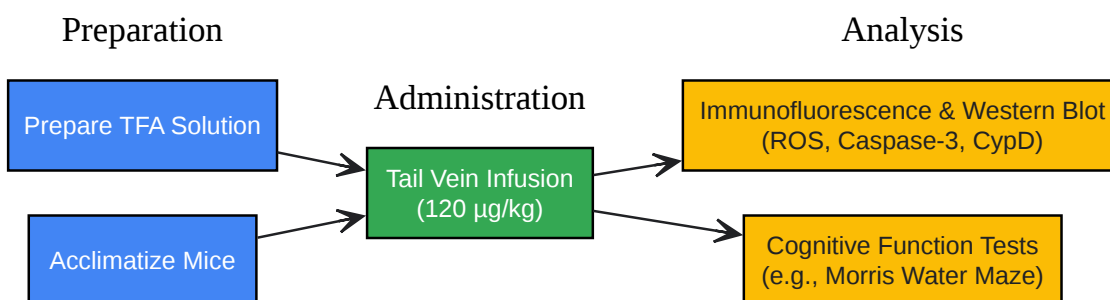 Preparation
Analysis
Administration
Prepare TFA Solution
Acclimatize Mice
Tail Vein Infusion
(120 µg/kg)
Immunofluorescence & Western Blot
(ROS, Caspase-3, CypD)
Cognitive Function Tests
(e.g., Morris Water Maze)